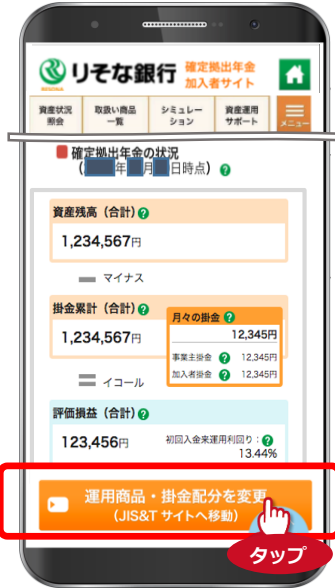 りそな銀行 確定拠出年金
加入者サイト
RESONA
資産状況
照会
取扱い商品
一覧
シミュレー
ション
資産運用
サポート
メニュー
確定拠出年金の状況
(年月日時点) ?
資産残高（合計）?
1,234,567円
マイナス
掛金累計（合計）?
1,234,567円
月々の掛金 ?
12,345円
事業主掛金 ? 12,345円
加入者掛金 ? 12,345円
イコール
評価損益（合計）?
123,456円
初回入金来運用利回り：?
13.44%
運用商品・掛金配分を変更
(JIS&T サイトへ移動)
タップ